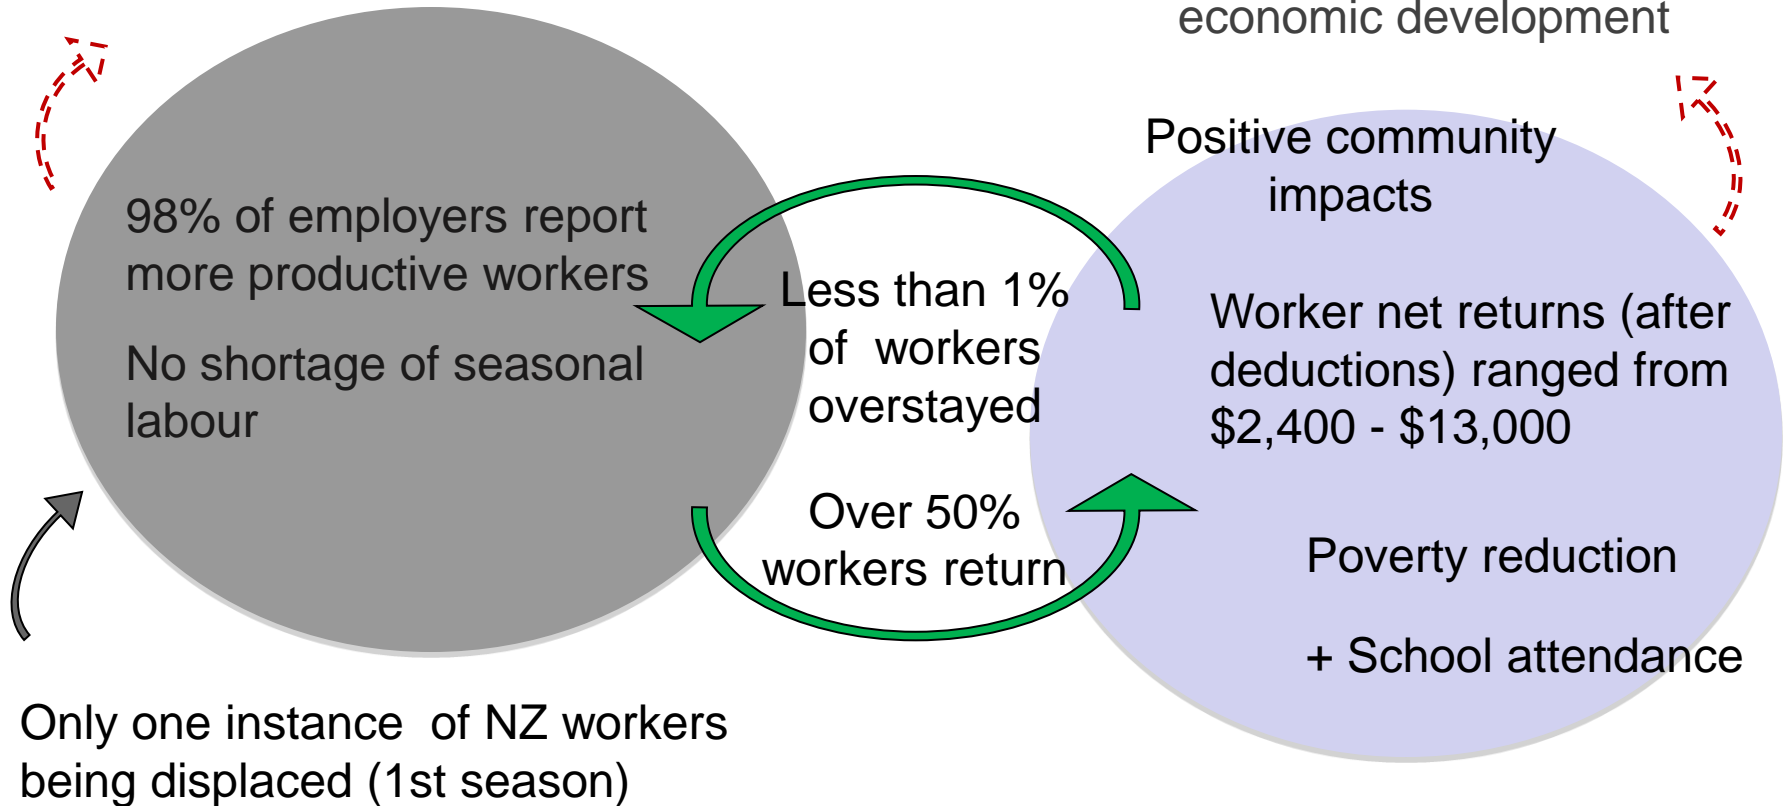 economic development
98% of employers report
more productive workers
No shortage of seasonal
labour
Less than 1%
of  workers
overstayed
Over 50%
workers return
Positive community
impacts
Worker net returns (after
deductions) ranged from
$2,400 - $13,000
Poverty reduction
+ School attendance
Only one instance  of NZ workers
being displaced (1st season)